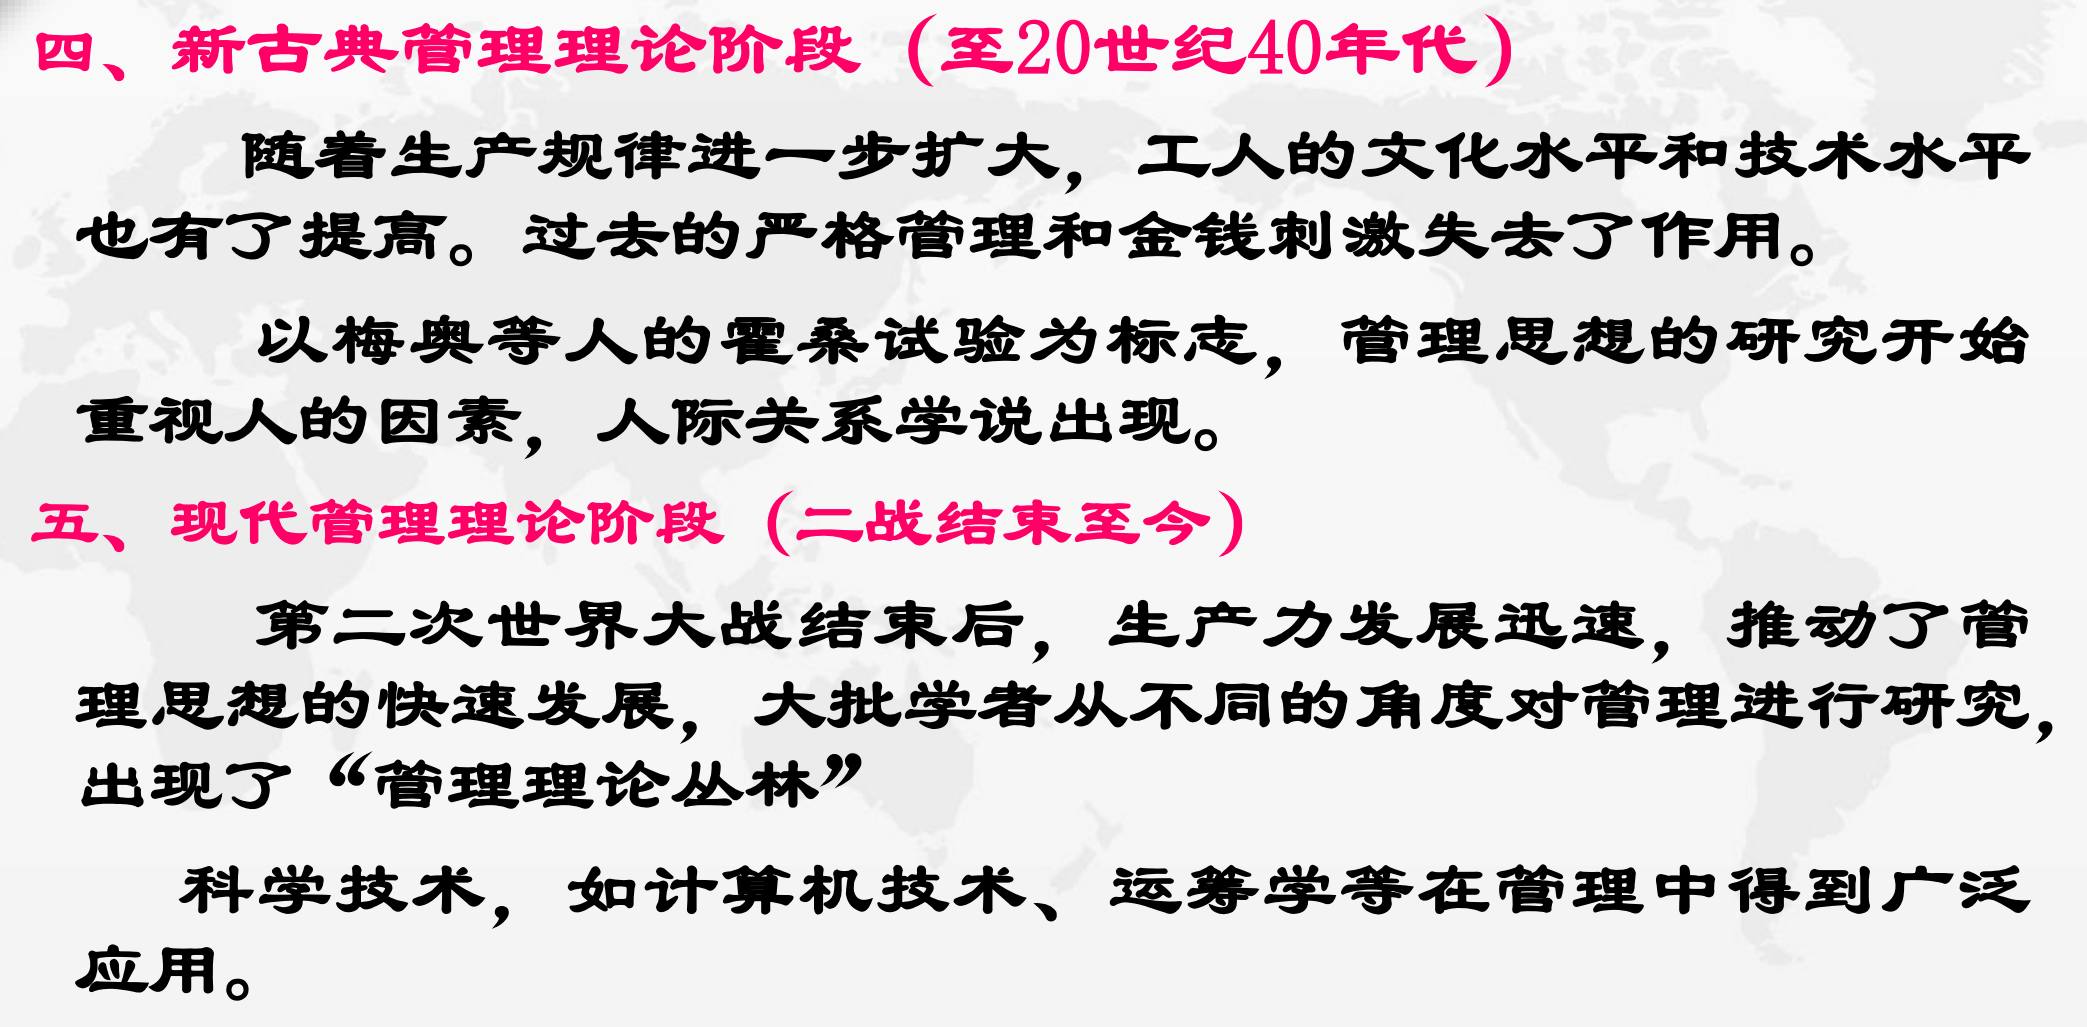 四、新古典管理理论阶段（至20世纪40年代）
随着生产规律进一步扩大，工人的文化水平和技术水平
也有了提高。过去的严格管理和金钱刺激失去了作用。
以梅奥等人的霍桑试验为标志，管理思想的研究开始
重视人的因素，人际关系学说出现。
五、现代管理理论阶段（二战结束至今）
第二次世界大战结束后，生产力发展迅速，推动了管
理思想的快速发展，大批学者从不同的角度对管理进行研究，
出现了“管理理论丛林”
科学技术，如计算机技术、运筹学等在管理中得到广泛
应用。